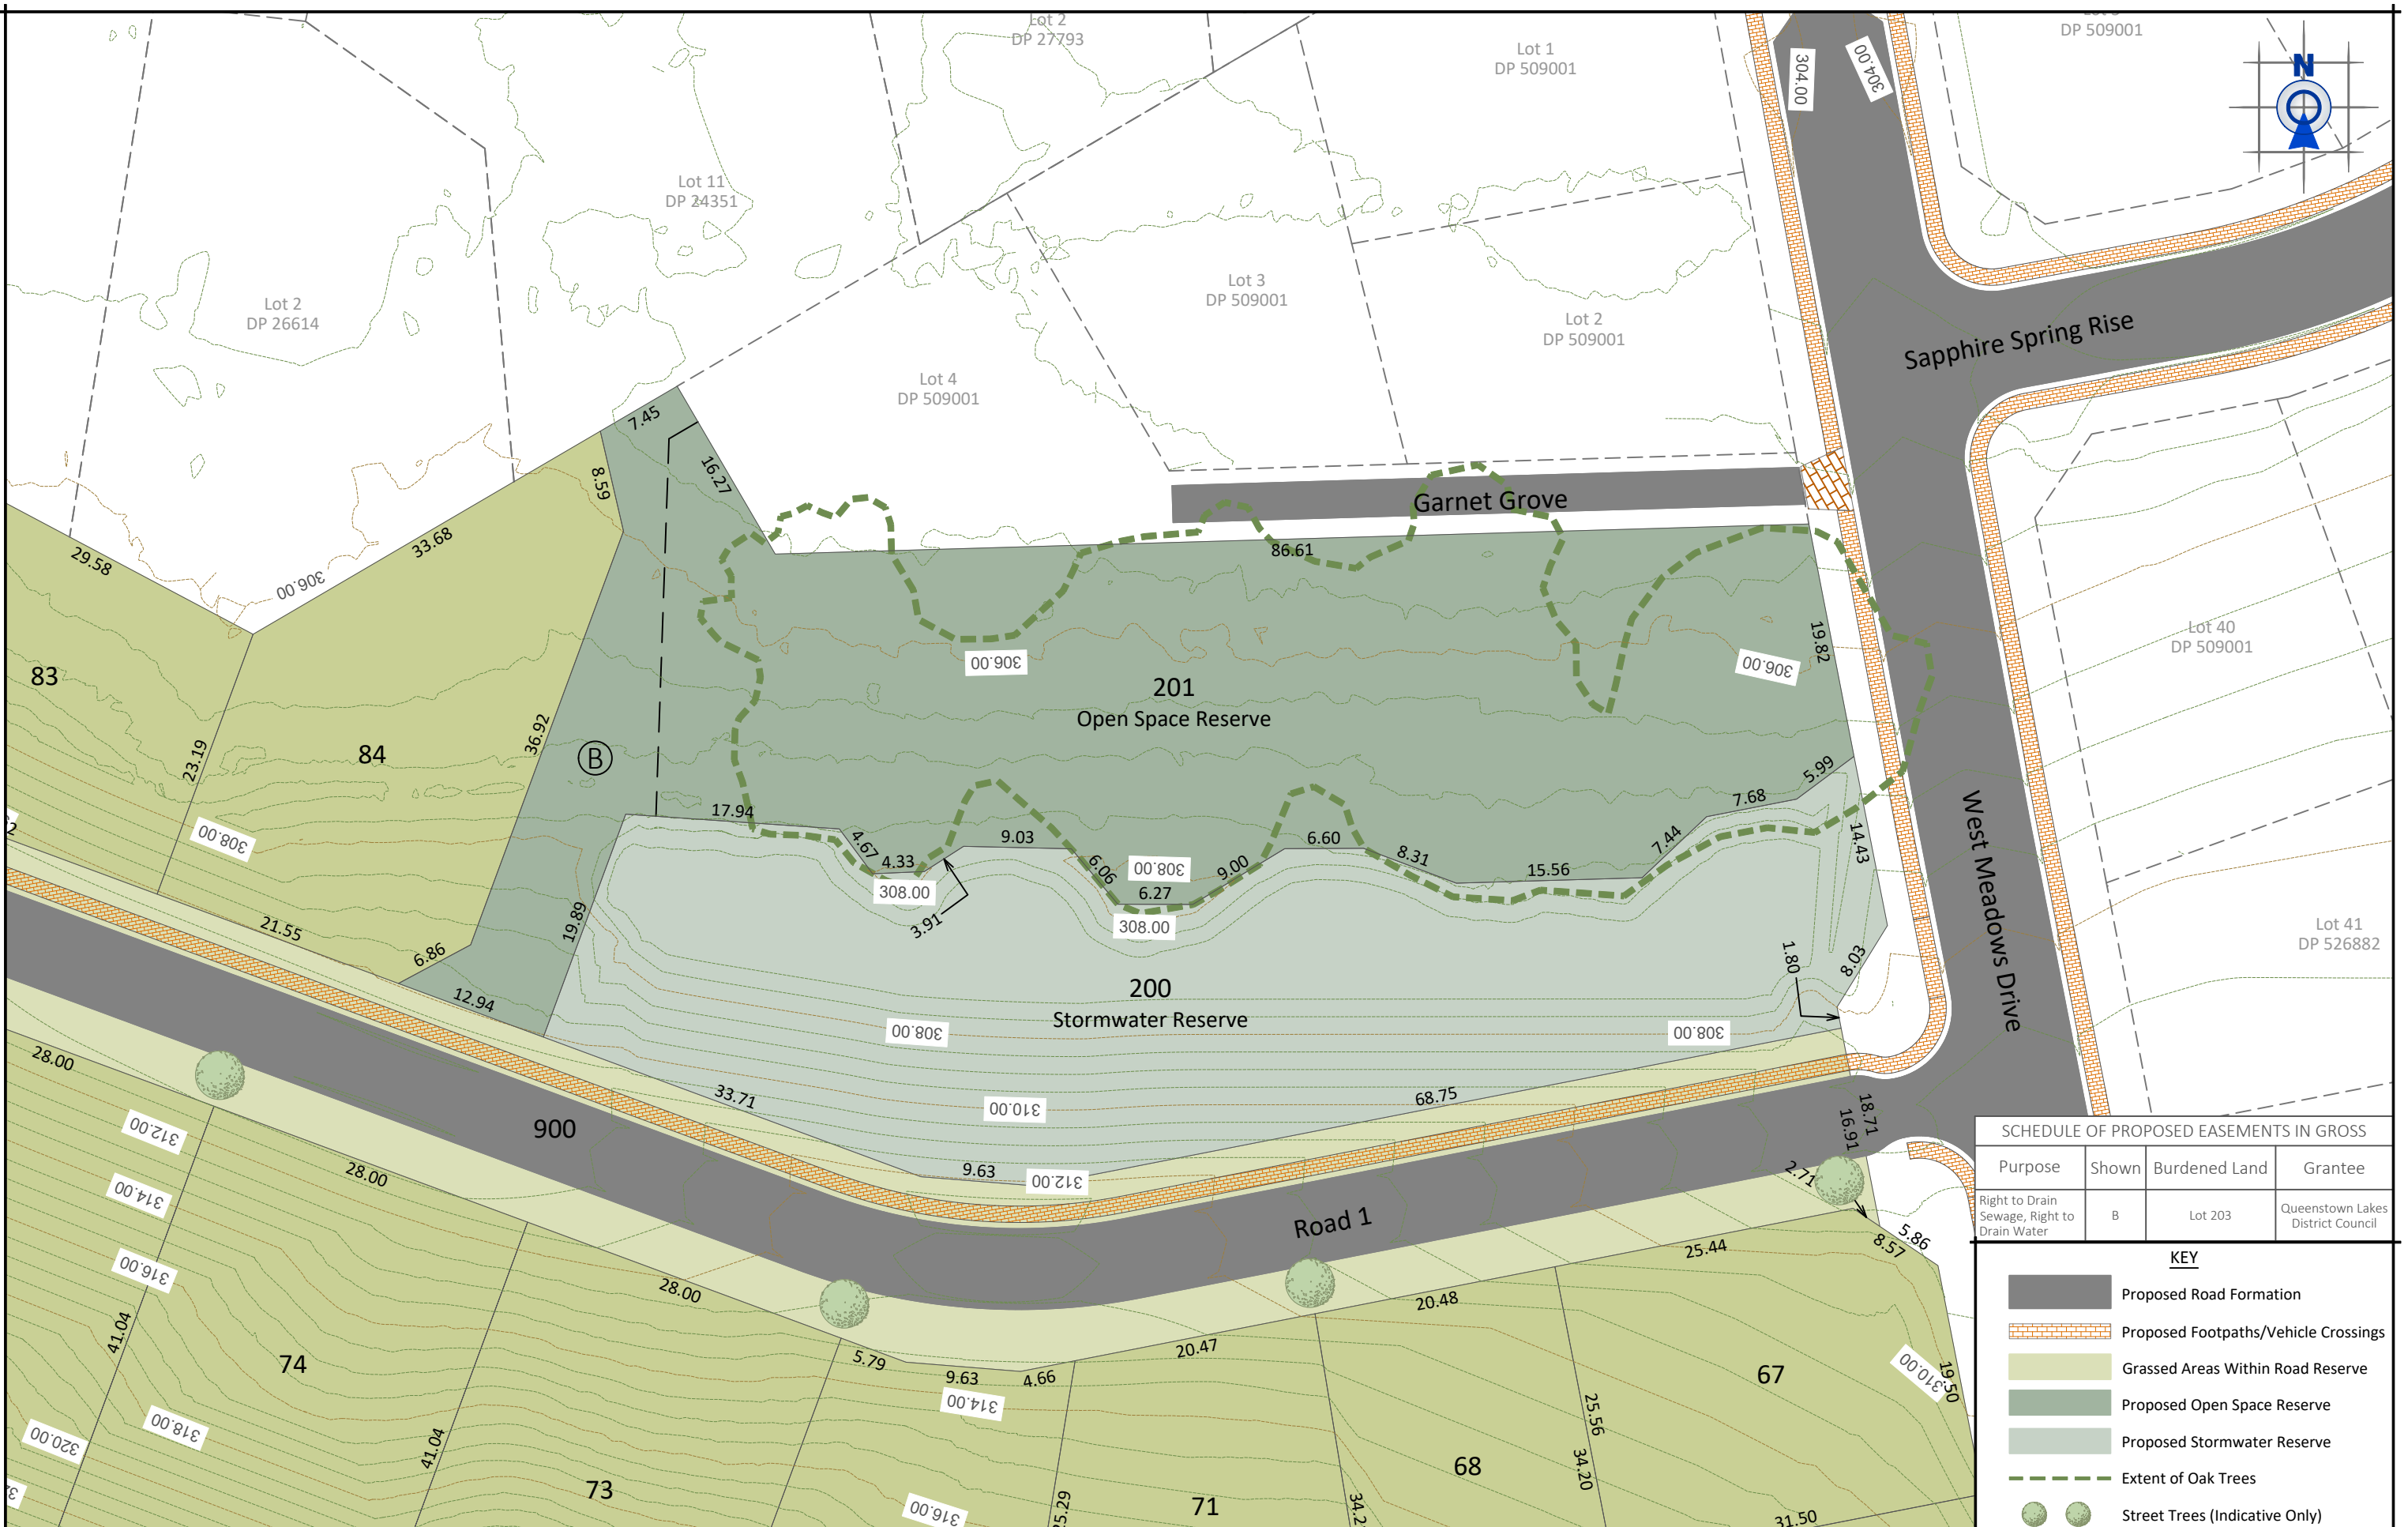 Lot 2
DP 27793
Lot 1
DP 509001
304.00
304.00
DP 509001
N
Lot 11
DP 24351
Lot 2
DP 26614
Lot 3
DP 509001
Lot 2
DP 509001
Sapphire Spring Rise
Lot 4
DP 509001
7.45
8.59
16.27
Garnet Grove
86.61
29.58
33.68
306.00
306.00
306.00
19.82
Lot 40
DP 509001
83
84
23.19
36.92
B
201
Open Space Reserve
308.00
17.94
4.67
4.33
308.00
3.91
9.03
6.06
308.00
6.27
308.00
9.00
6.60
8.31
15.56
7.44
7.68
5.99
14.43
West Meadows Drive
Lot 41
DP 526882
21.55
6.86
12.94
19.89
200
Stormwater Reserve
308.00
308.00
1.80
8.03
28.00
900
33.71
310.00
68.75
9.63
312.00
18.71
16.91
2.71
Road 1
312.00
314.00
28.00
316.00
28.00
41.04
74
318.00
320.00
41.04
73
5.79
9.63
4.66
314.00
316.00
20.47
20.48
25.44
8.57
5.86
67
310.00
19.50
25.56
34.20
68
71
31.50
SCHEDULE OF PROPOSED EASEMENTS IN GROSS
Purpose Shown Burdened Land Grantee
Right to Drain
Sewage, Right to
Drain Water
B
Lot 203
Queenstown Lakes
District Council
KEY
Proposed Road Formation
Proposed Footpaths/Vehicle Crossings
Grassed Areas Within Road Reserve
Proposed Open Space Reserve
Proposed Stormwater Reserve
Extent of Oak Trees
Street Trees (Indicative Only)